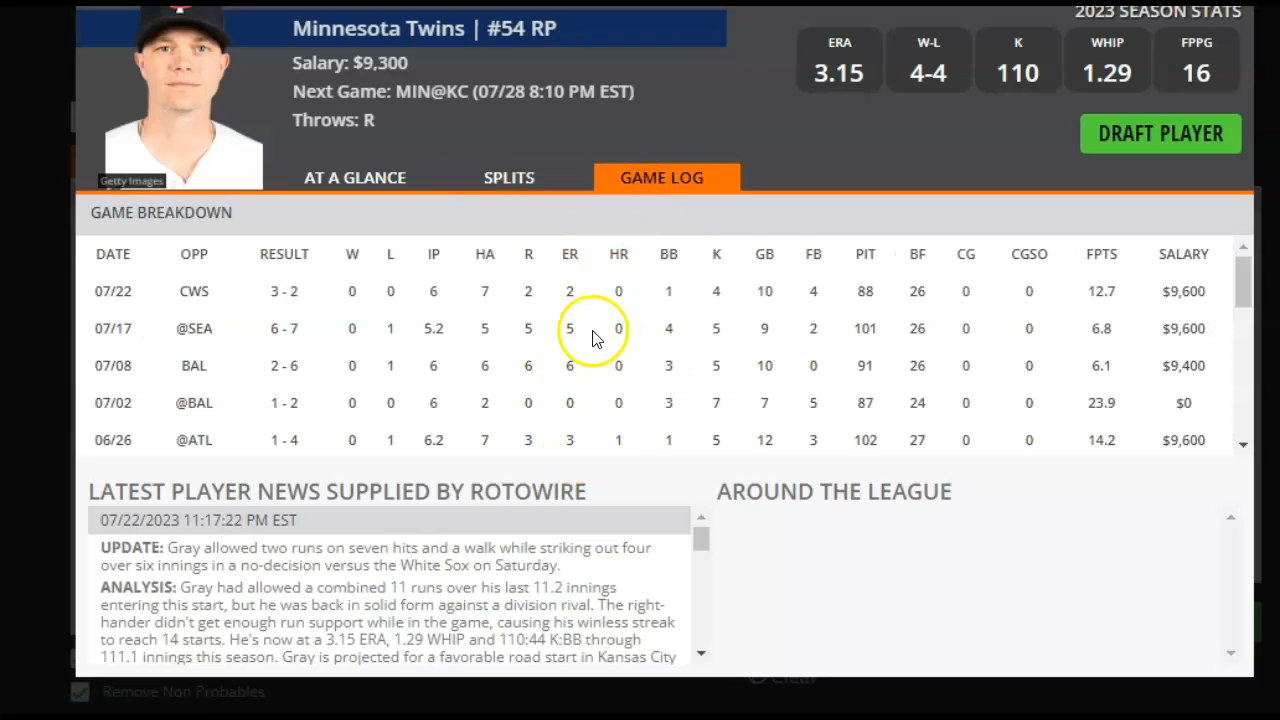 Minnesota Twins | #54 RP
Salary: $9,300
Next Game: MIN@KC (07/28 8:10 PM EST)
Throws: R
Getty Images
2023 SEASON STATS
ERA W-L K WHIP FPPG
3.15 4-4 110 1.29 16
DRAFT PLAYER
AT A GLANCE SPLITS GAME LOG
GAME BREAKDOWN
DATE OPP RESULT W L IP HA R ER HR BB K GB FB PIT BF CG CGSO FPTS SALARY
07/22 CWS 3 - 2 0 0 6 7 2 2 0 1 4 10 4 88 26 0 0 12.7 $9,600
07/17 @SEA 6 - 7 0 1 5.2 5 5 5 0 4 5 9 2 101 26 0 0 6.8 $9,600
07/08 BAL 2 - 6 0 1 6 6 6 6 0 3 5 10 0 91 26 0 0 6.1 $9,400
07/02 @BAL 1 - 2 0 0 6 2 0 0 0 3 7 7 5 87 24 0 0 23.9 $0
06/26 @ATL 1 - 4 0 1 6.2 7 3 3 1 1 5 12 3 102 27 0 0 14.2 $9,600
LATEST PLAYER NEWS SUPPLIED BY ROTOWIRE
07/22/2023 11:17:22 PM EST
UPDATE: Gray allowed two runs on seven hits and a walk while striking out four
over six innings in a no-decision versus the White Sox on Saturday.
ANALYSIS: Gray had allowed a combined 11 runs over his last 11.2 innings
entering this start, but he was back in solid form against a division rival. The right-
hander didn't get enough run support while in the game, causing his winless streak
to reach 14 starts. He's now at a 3.15 ERA, 1.29 WHIP and 110:44 K:BB through
111.1 innings this season. Gray is projected for a favorable road start in Kansas City
AROUND THE LEAGUE
Remove Non Probables